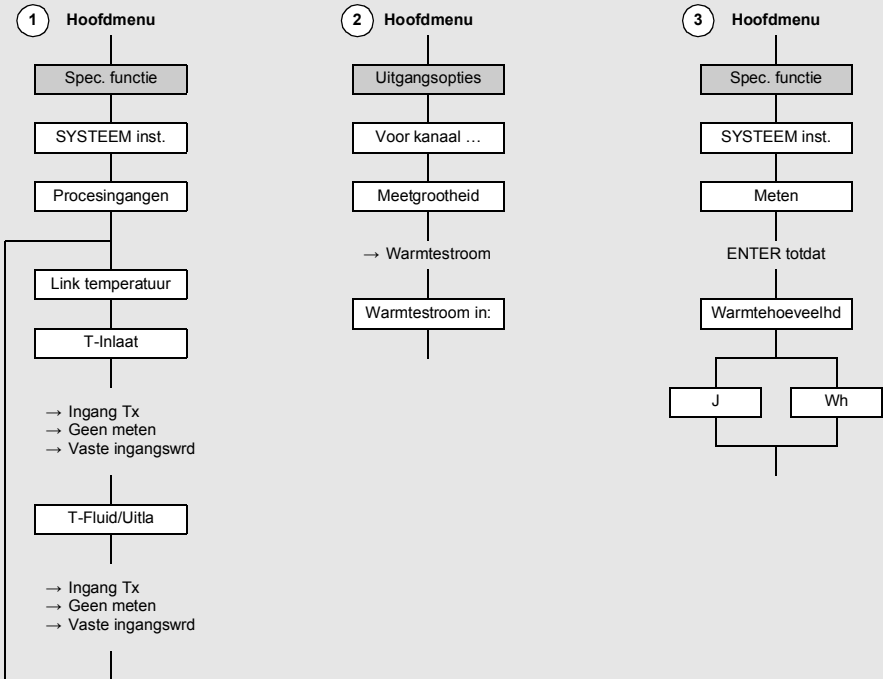 1 Hoofdmenu
Spec. functie
SYSTEEM inst.
Procesingangen
Link temperatuur
T-Inlaat
→ Ingang Tx
→ Geen meten
→ Vaste ingangswrd
T-Fluid/Uitla
→ Ingang Tx
→ Geen meten
→ Vaste ingangswrd
2 Hoofdmenu
Uitgangsopties
Voor kanaal …
Meetgrootheid
→ Warmtestroom
Warmtestroom in:
3 Hoofdmenu
Spec. functie
SYSTEEM inst.
Meten
ENTER totdat
Warmtehoeveelhd
J
Wh